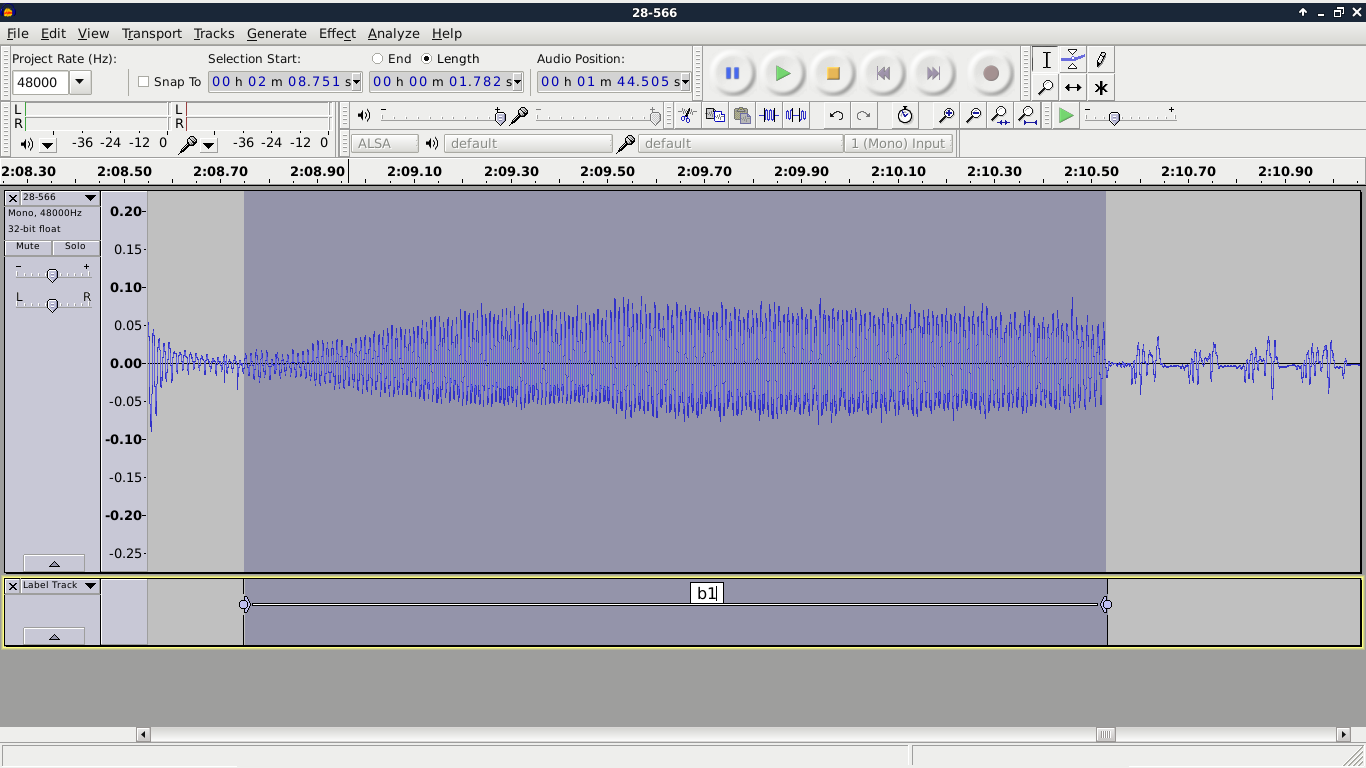 28-566
File Edit View Transport Tracks Generate Effect Analyze Help
Project Rate (Hz): Selection Start: End Length Audio Position:
48000 Snap To 00 h 02 m 08.751 s 00 h 00 m 01.782 s 00 h 01 m 44.505 s
L L
R R
-36 -24 -12 0 -36 -24 -12 0 ALSA default default 1 (Mono) Input
2:08.30 2:08.50 2:08.70 2:08.90 2:09.10 2:09.30 2:09.50 2:09.70 2:09.90 2:10.10 2:10.30 2:10.50 2:10.70 2:10.90
28-566
Mono, 48000Hz
32-bit float
Mute Solo
- +
L R
0.20
0.15
0.10
0.05
0.00
-0.05
-0.10
-0.15
-0.20
-0.25
Label Track
b1